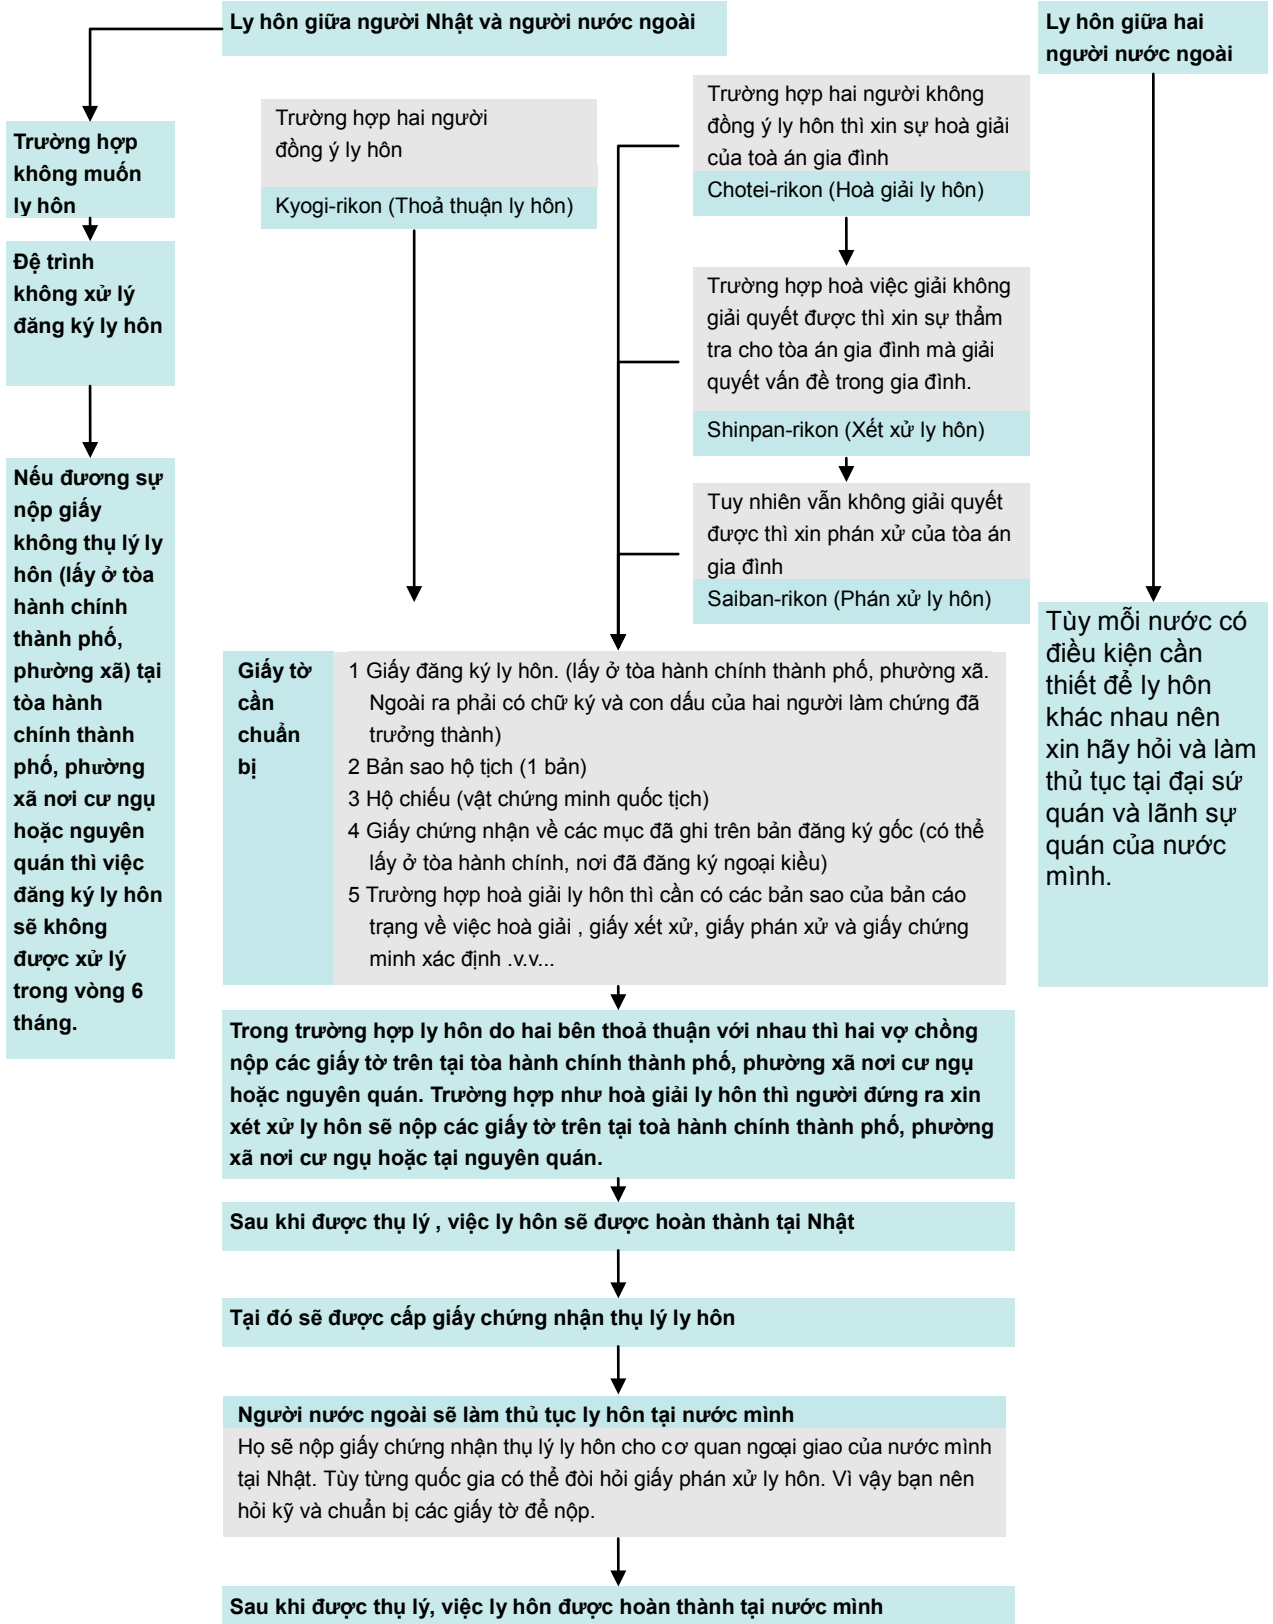 Ly hôn giữa người Nhật và người nước ngoài
Ly hôn giữa hai
người nước ngoài
Trường hợp
không muốn
ly hôn
Đệ trình
không xử lý
đăng ký ly hôn
Nếu đương sự
nộp giấy
không thụ lý ly
hôn (lấy ở tòa
hành chính
thành phố,
phường xã) tại
tòa hành
chính thành
phố, phường
xã nơi cư ngụ
hoặc nguyên
quán thì việc
đăng ký ly hôn
sẽ không
được xử lý
trong vòng 6
tháng.
Trường hợp hai người
đồng ý ly hôn
Kyogi-rikon (Thoả thuận ly hôn)
Trường hợp hai người không
đồng ý ly hôn thì xin sự hoà giải
của toà án gia đình
Chotei-rikon (Hoà giải ly hôn)
Trường hợp hoà việc giải không
giải quyết được thì xin sự thẩm
tra cho tòa án gia đình mà giải
quyết vấn đề trong gia đình.
Shinpan-rikon (Xét xử ly hôn)
Tuy nhiên vẫn không giải quyết
được thì xin phán xử của tòa án
gia đình
Saiban-rikon (Phán xử ly hôn)
Tùy mỗi nước có
điều kiện cần
thiết để ly hôn
khác nhau nên
xin hãy hỏi và làm
thủ tục tại đại sứ
quán và lãnh sự
quán của nước
mình.
Giấy tờ
cần
chuẩn
bị
1 Giấy đăng ký ly hôn. (lấy ở tòa hành chính thành phố, phường xã.
Ngoài ra phải có chữ ký và con dấu của hai người làm chứng đã
trưởng thành)
2 Bản sao hộ tịch (1 bản)
3 Hộ chiếu (vật chứng minh quốc tịch)
4 Giấy chứng nhận về các mục đã ghi trên bản đăng ký gốc (có thể
lấy ở tòa hành chính, nơi đã đăng ký ngoại kiều)
5 Trường hợp hoà giải ly hôn thì cần có các bản sao của bản cáo
trạng về việc hoà giải , giấy xét xử, giấy phán xử và giấy chứng
minh xác định .v.v...
Trong trường hợp ly hôn do hai bên thoả thuận với nhau thì hai vợ chồng
nộp các giấy tờ trên tại tòa hành chính thành phố, phường xã nơi cư ngụ
hoặc nguyên quán. Trường hợp như hoà giải ly hôn thì người đứng ra xin
xét xử ly hôn sẽ nộp các giấy tờ trên tại toà hành chính thành phố, phường
xã nơi cư ngụ hoặc tại nguyên quán.
Sau khi được thụ lý , việc ly hôn sẽ được hoàn thành tại Nhật
Tại đó sẽ được cấp giấy chứng nhận thụ lý ly hôn
Người nước ngoài sẽ làm thủ tục ly hôn tại nước mình
Họ sẽ nộp giấy chứng nhận thụ lý ly hôn cho cơ quan ngoại giao của nước mình
tại Nhật. Tùy từng quốc gia có thể đòi hỏi giấy phán xử ly hôn. Vì vậy bạn nên
hỏi kỹ và chuẩn bị các giấy tờ để nộp.
Sau khi được thụ lý, việc ly hôn được hoàn thành tại nước mình